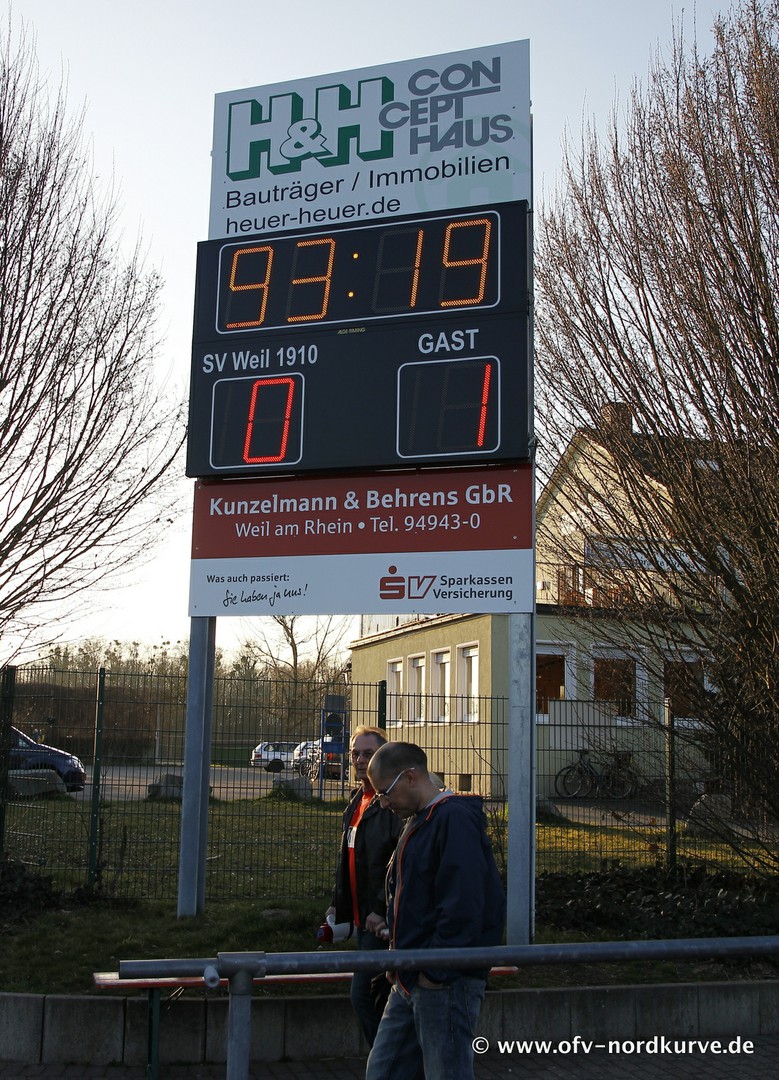 H&H CON
CEPT
HAUS
Bauträger / Immobilien
heuer-heuer.de
93:19
ALGE-TIMING
SV Weil 1910 GAST
0 1
Kunzelmann & Behrens GbR
Weil am Rhein • Tel. 94943-0
Was auch passiert:
Sie haben ja uns!
SV Sparkassen
Versicherung
© www.ofv-nordkurve.de